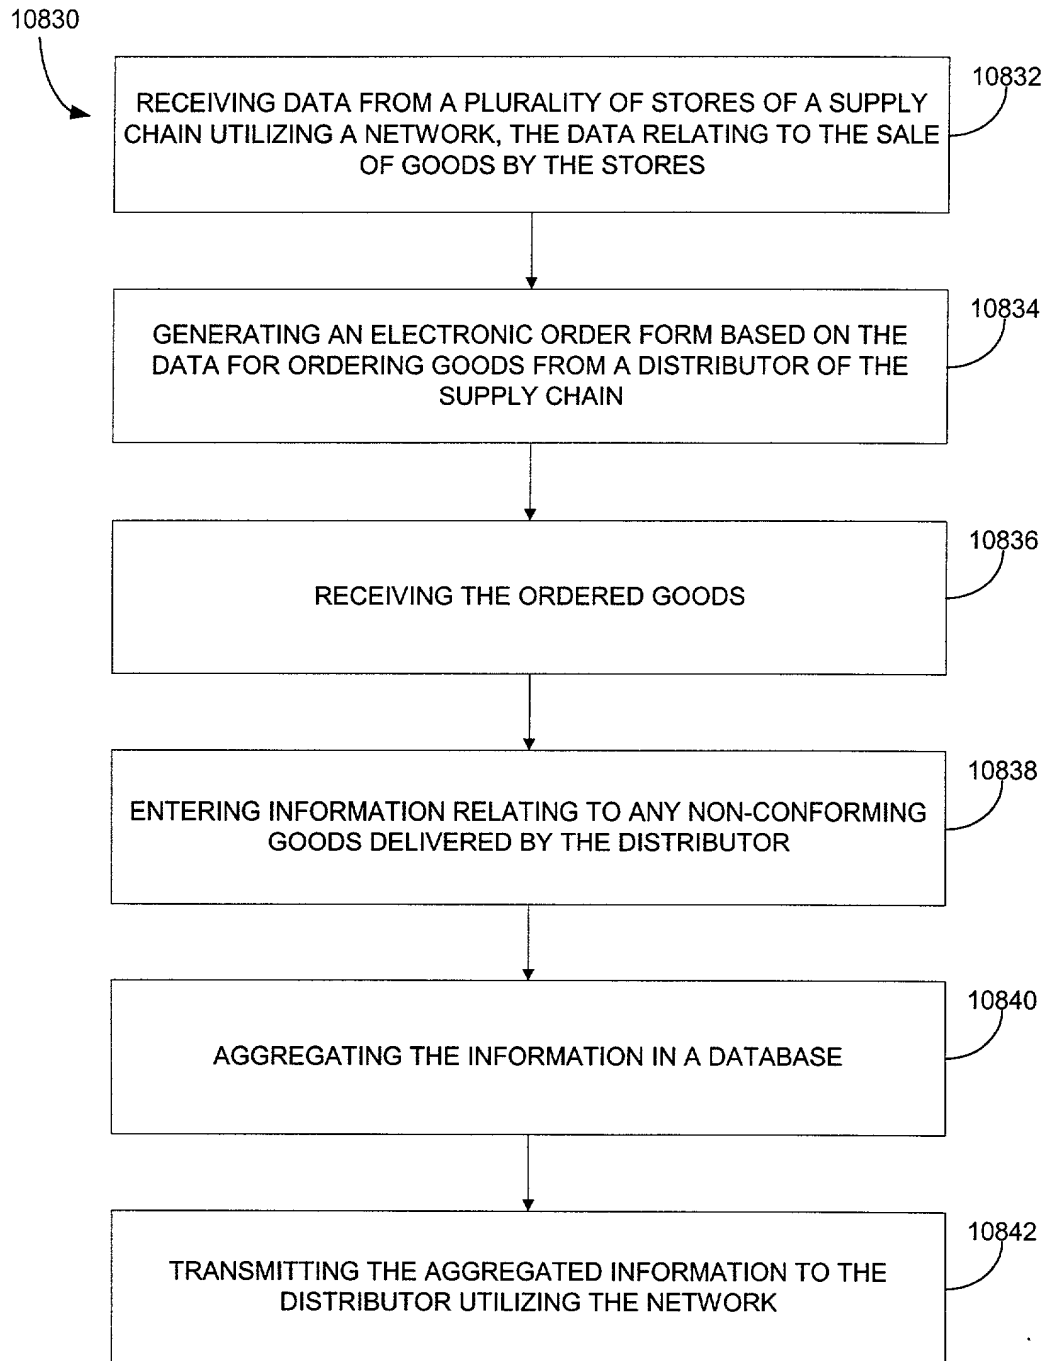 10830
10832
RECEIVING DATA FROM A PLURALITY OF STORES OF A SUPPLY
CHAIN UTILIZING A NETWORK, THE DATA RELATING TO THE SALE
OF GOODS BY THE STORES
10834
GENERATING AN ELECTRONIC ORDER FORM BASED ON THE
DATA FOR ORDERING GOODS FROM A DISTRIBUTOR OF THE
SUPPLY CHAIN
10836
RECEIVING THE ORDERED GOODS
10838
ENTERING INFORMATION RELATING TO ANY NON-CONFORMING
GOODS DELIVERED BY THE DISTRIBUTOR
10840
AGGREGATING THE INFORMATION IN A DATABASE
10842
TRANSMITTING THE AGGREGATED INFORMATION TO THE
DISTRIBUTOR UTILIZING THE NETWORK